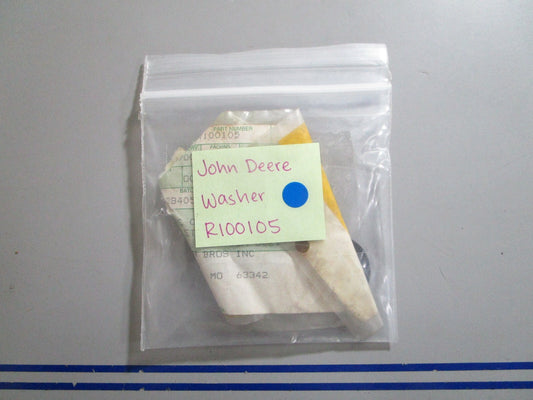 PART NUMBER
R100105
John Deere
Washer
R100105
BROS INC
MO 63342